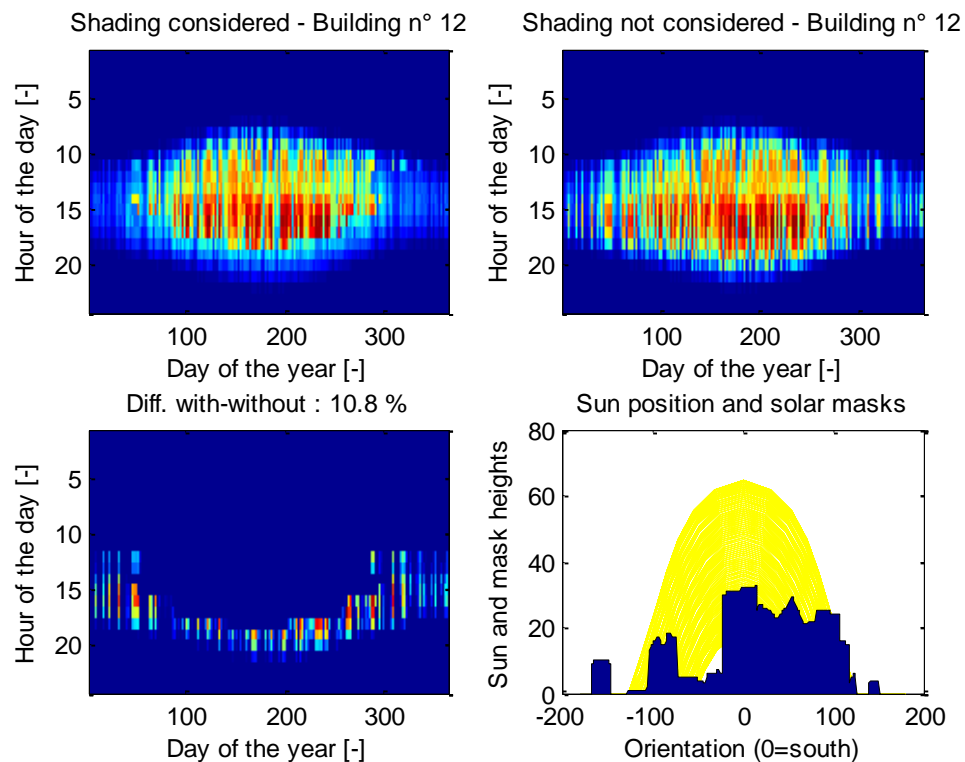 Shading considered - Building n° 12
Hour of the day [-]
5
10
15
20
100
200
300
Day of the year [-]
Shading not considered - Building n° 12
Hour of the day [-]
5
10
15
20
100
200
300
Day of the year [-]
Diff. with-without : 10.8 %
Hour of the day [-]
5
10
15
20
100
200
300
Day of the year [-]
Sun position and solar masks
Sun and mask heights
80
60
40
20
0
-200
-100
0
100
200
Orientation (0=south)